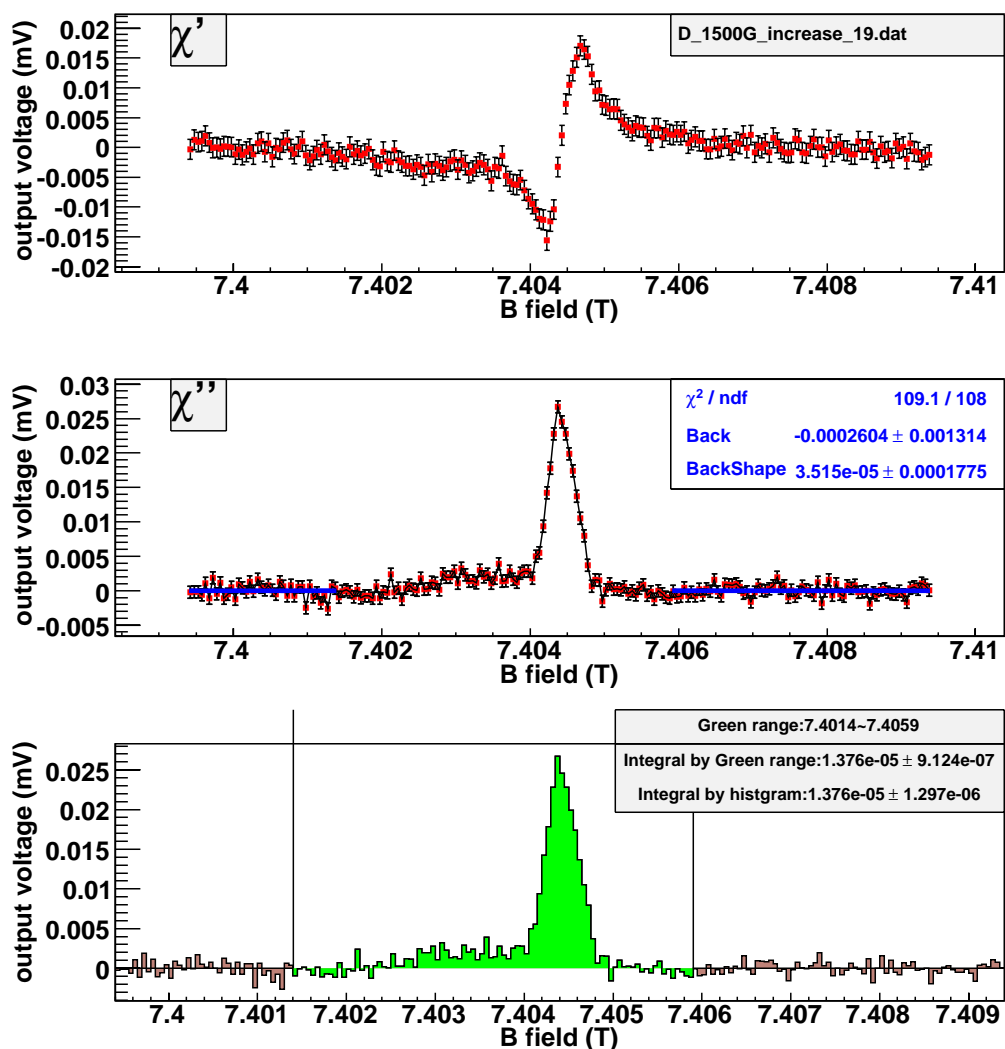 χ'
D_1500G_increase_19.dat
output voltage (mV)
0.02
0.015
0.01
0.005
0
-0.005
-0.01
-0.015
-0.02
7.4 7.402 7.404 7.406 7.408 7.41
B field (T)
χ''
χ² / ndf 109.1 / 108
Back -0.0002604 ± 0.001314
BackShape 3.515e-05 ± 0.0001775
output voltage (mV)
0.03
0.025
0.02
0.015
0.01
0.005
0
-0.005
7.4 7.402 7.404 7.406 7.408 7.41
B field (T)
Green range:7.4014~7.4059
Integral by Green range:1.376e-05 ± 9.124e-07
Integral by histgram:1.376e-05 ± 1.297e-06
output voltage (mV)
0.025
0.02
0.015
0.01
0.005
0
7.4 7.401 7.402 7.403 7.404 7.405 7.406 7.407 7.408 7.409
B field (T)